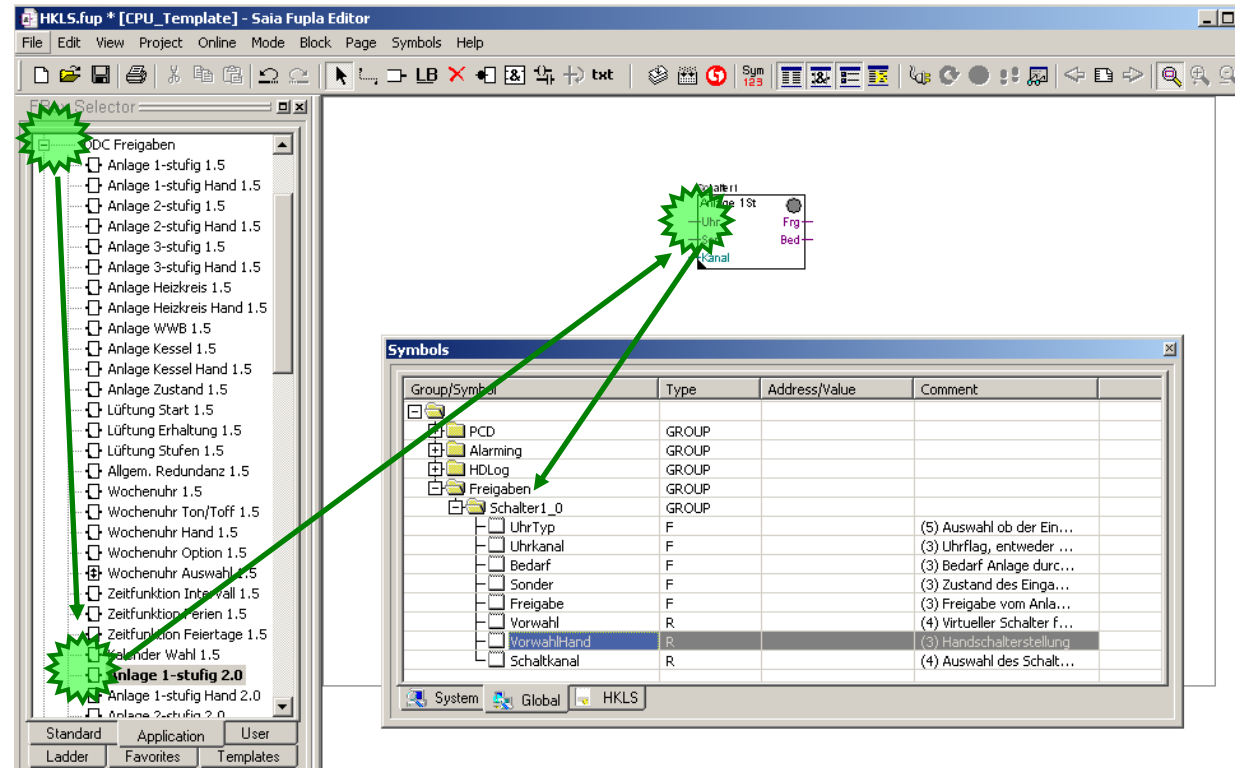 HKLS.fup * [CPU_Template] - Saia Fupla Editor
File Edit View Project Online Mode Block Page Symbols Help
LB txt Sym 123
Selector
DDC Freigaben
Anlage 1-stufig 1.5
Anlage 1-stufig Hand 1.5
Anlage 2-stufig 1.5
Anlage 2-stufig Hand 1.5
Anlage 3-stufig 1.5
Anlage 3-stufig Hand 1.5
Anlage Heizkreis 1.5
Anlage Heizkreis Hand 1.5
Anlage WWB 1.5
Anlage Kessel 1.5
Anlage Kessel Hand 1.5
Anlage Zustand 1.5
Lüftung Start 1.5
Lüftung Erhaltung 1.5
Lüftung Stufen 1.5
Allgem. Redundanz 1.5
Wochenuhr 1.5
Wochenuhr Ton/Toff 1.5
Wochenuhr Hand 1.5
Wochenuhr Option 1.5
Wochenuhr Auswahl 1.5
Zeitfunktion Intervall 1.5
Zeitfunktion Ferien 1.5
Zeitfunktion Feiertage 1.5
Kalender Wahl 1.5
Anlage 1-stufig 2.0
Anlage 1-stufig Hand 2.0
Anlage 2-stufig 2.0
Standard Application User
Ladder Favorites Templates
Schalter1
Anlage 1St
Uhr Frg
Bed
Kanal
Symbols
Group/Symbol Type Address/Value Comment
PCD GROUP
Alarming GROUP
HDLog GROUP
Freigaben GROUP
Schalter1_0 GROUP
UhrTyp F (5) Auswahl ob der Ein...
Uhrkanal F (3) Uhrflag, entweder ...
Bedarf F (3) Bedarf Anlage durc...
Sonder F (3) Zustand des Einga...
Freigabe F (3) Freigabe vom Anla...
Vorwahl R (4) Virtueller Schalter f...
VorwahlHand R (3) Handschalterstellung
Schaltkanal R (4) Auswahl des Schalt...
System Global HKLS